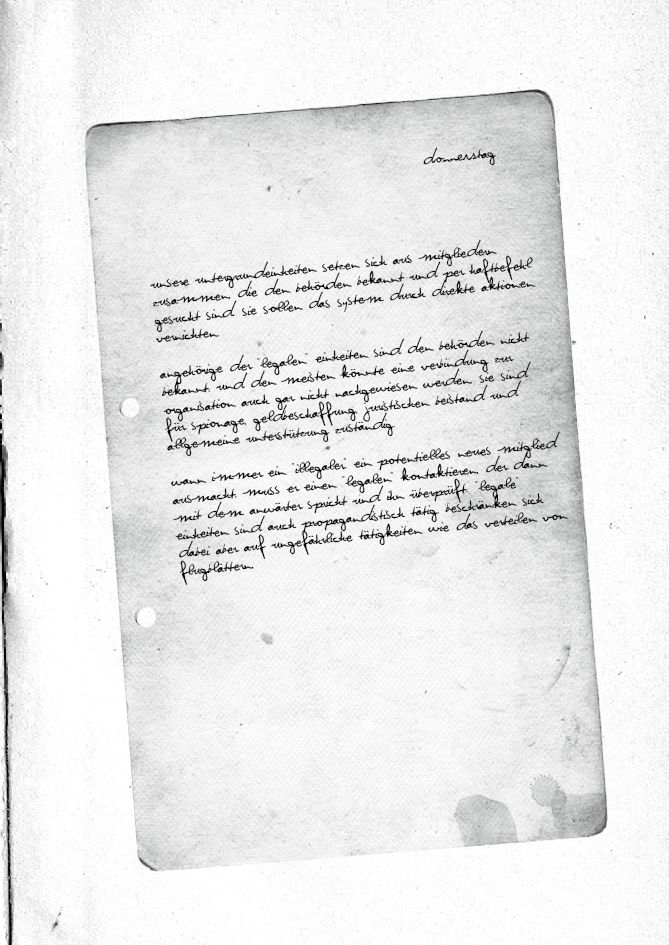 donnerstag
unsere untergrundeinheiten setzen sich aus mitgliedern
zusammen, die den behörden bekannt und per haftbefehl
gesucht sind sie sollen das system durch direkte aktionen
vernichten
angehörige der "legalen" einheiten sind den behörden nicht
bekannt. und den meisten könnte eine verbindung zur
organisation auch gar nicht nachgewiesen werden sie sind
für spionage, geldbeschaffung, juristischen beistand und
allgemeine unterstützung zuständig
wann immer ein "illegaler" ein potentielles neues mitglied
ausmacht. muss er einen "legalen" kontaktieren. der dann
mit dem anwärter spricht und ihn überprüft. "legale"
einheiten sind auch propagandistisch tätig. beschränken sich
dabei aber auf ungefährliche tätigkeiten wie das verteilen von
flugblättern